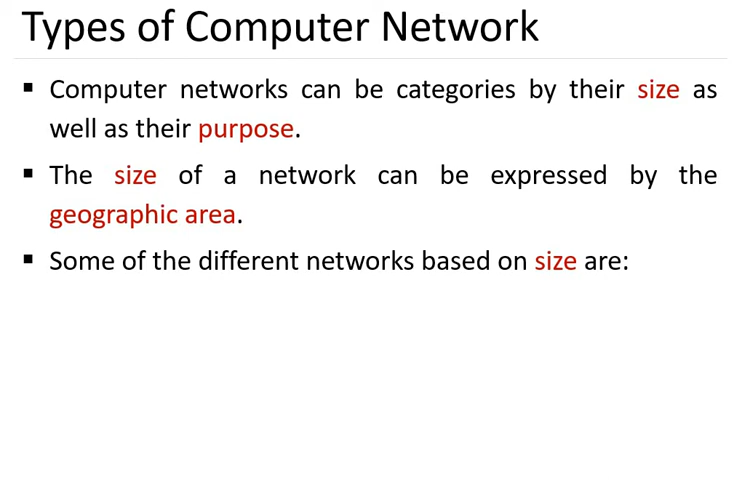 Types of Computer Network
▪ Computer networks can be categories by their size as
well as their purpose.
▪ The size of a network can be expressed by the
geographic area.
▪ Some of the different networks based on size are: